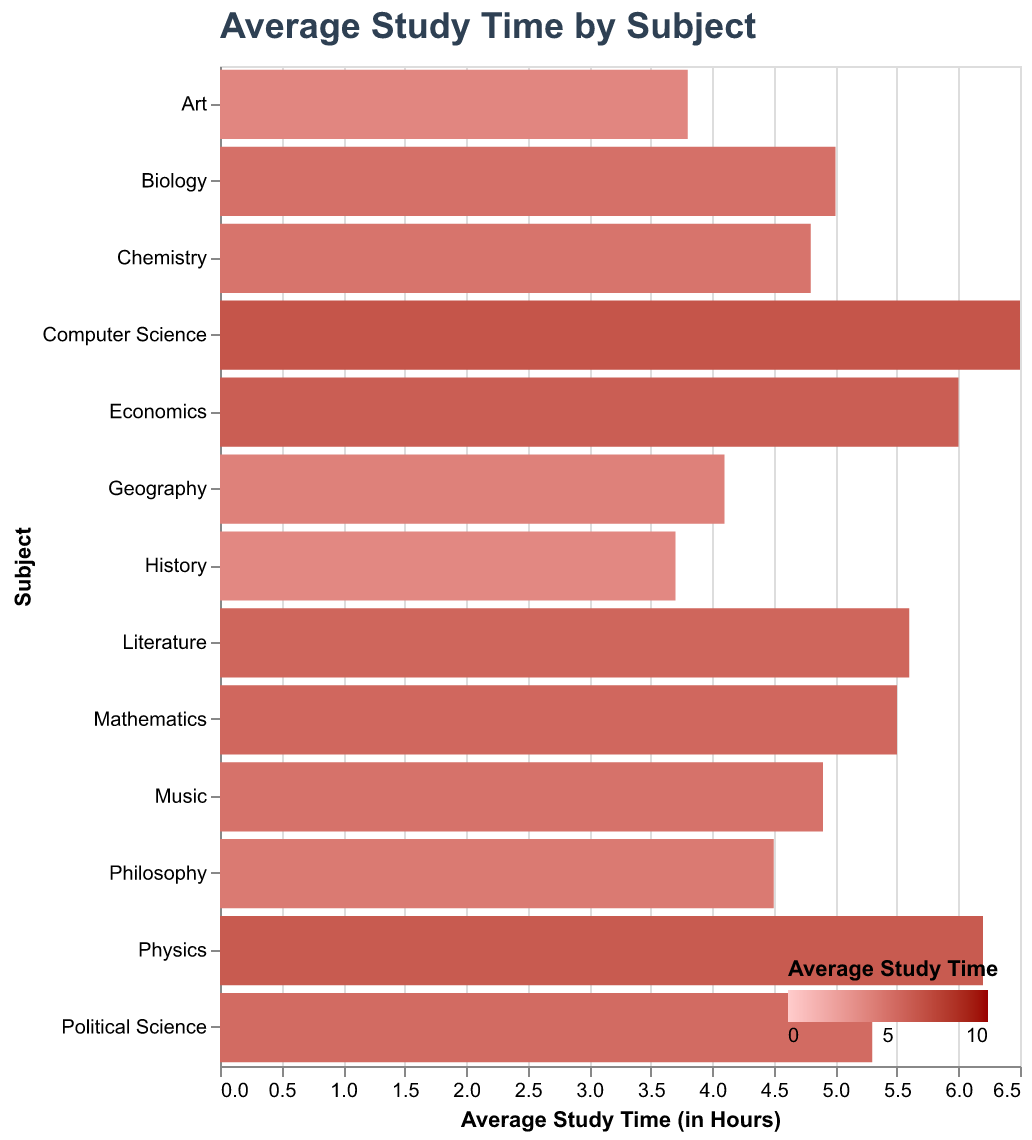 Average Study Time by Subject
Art
Biology
Chemistry
Computer Science
Economics
Geography
History
Literature
Mathematics
Music
Philosophy
Physics
Political Science
Subject
Average Study Time
0 5 10
0.0 0.5 1.0 1.5 2.0 2.5 3.0 3.5 4.0 4.5 5.0 5.5 6.0 6.5
Average Study Time (in Hours)